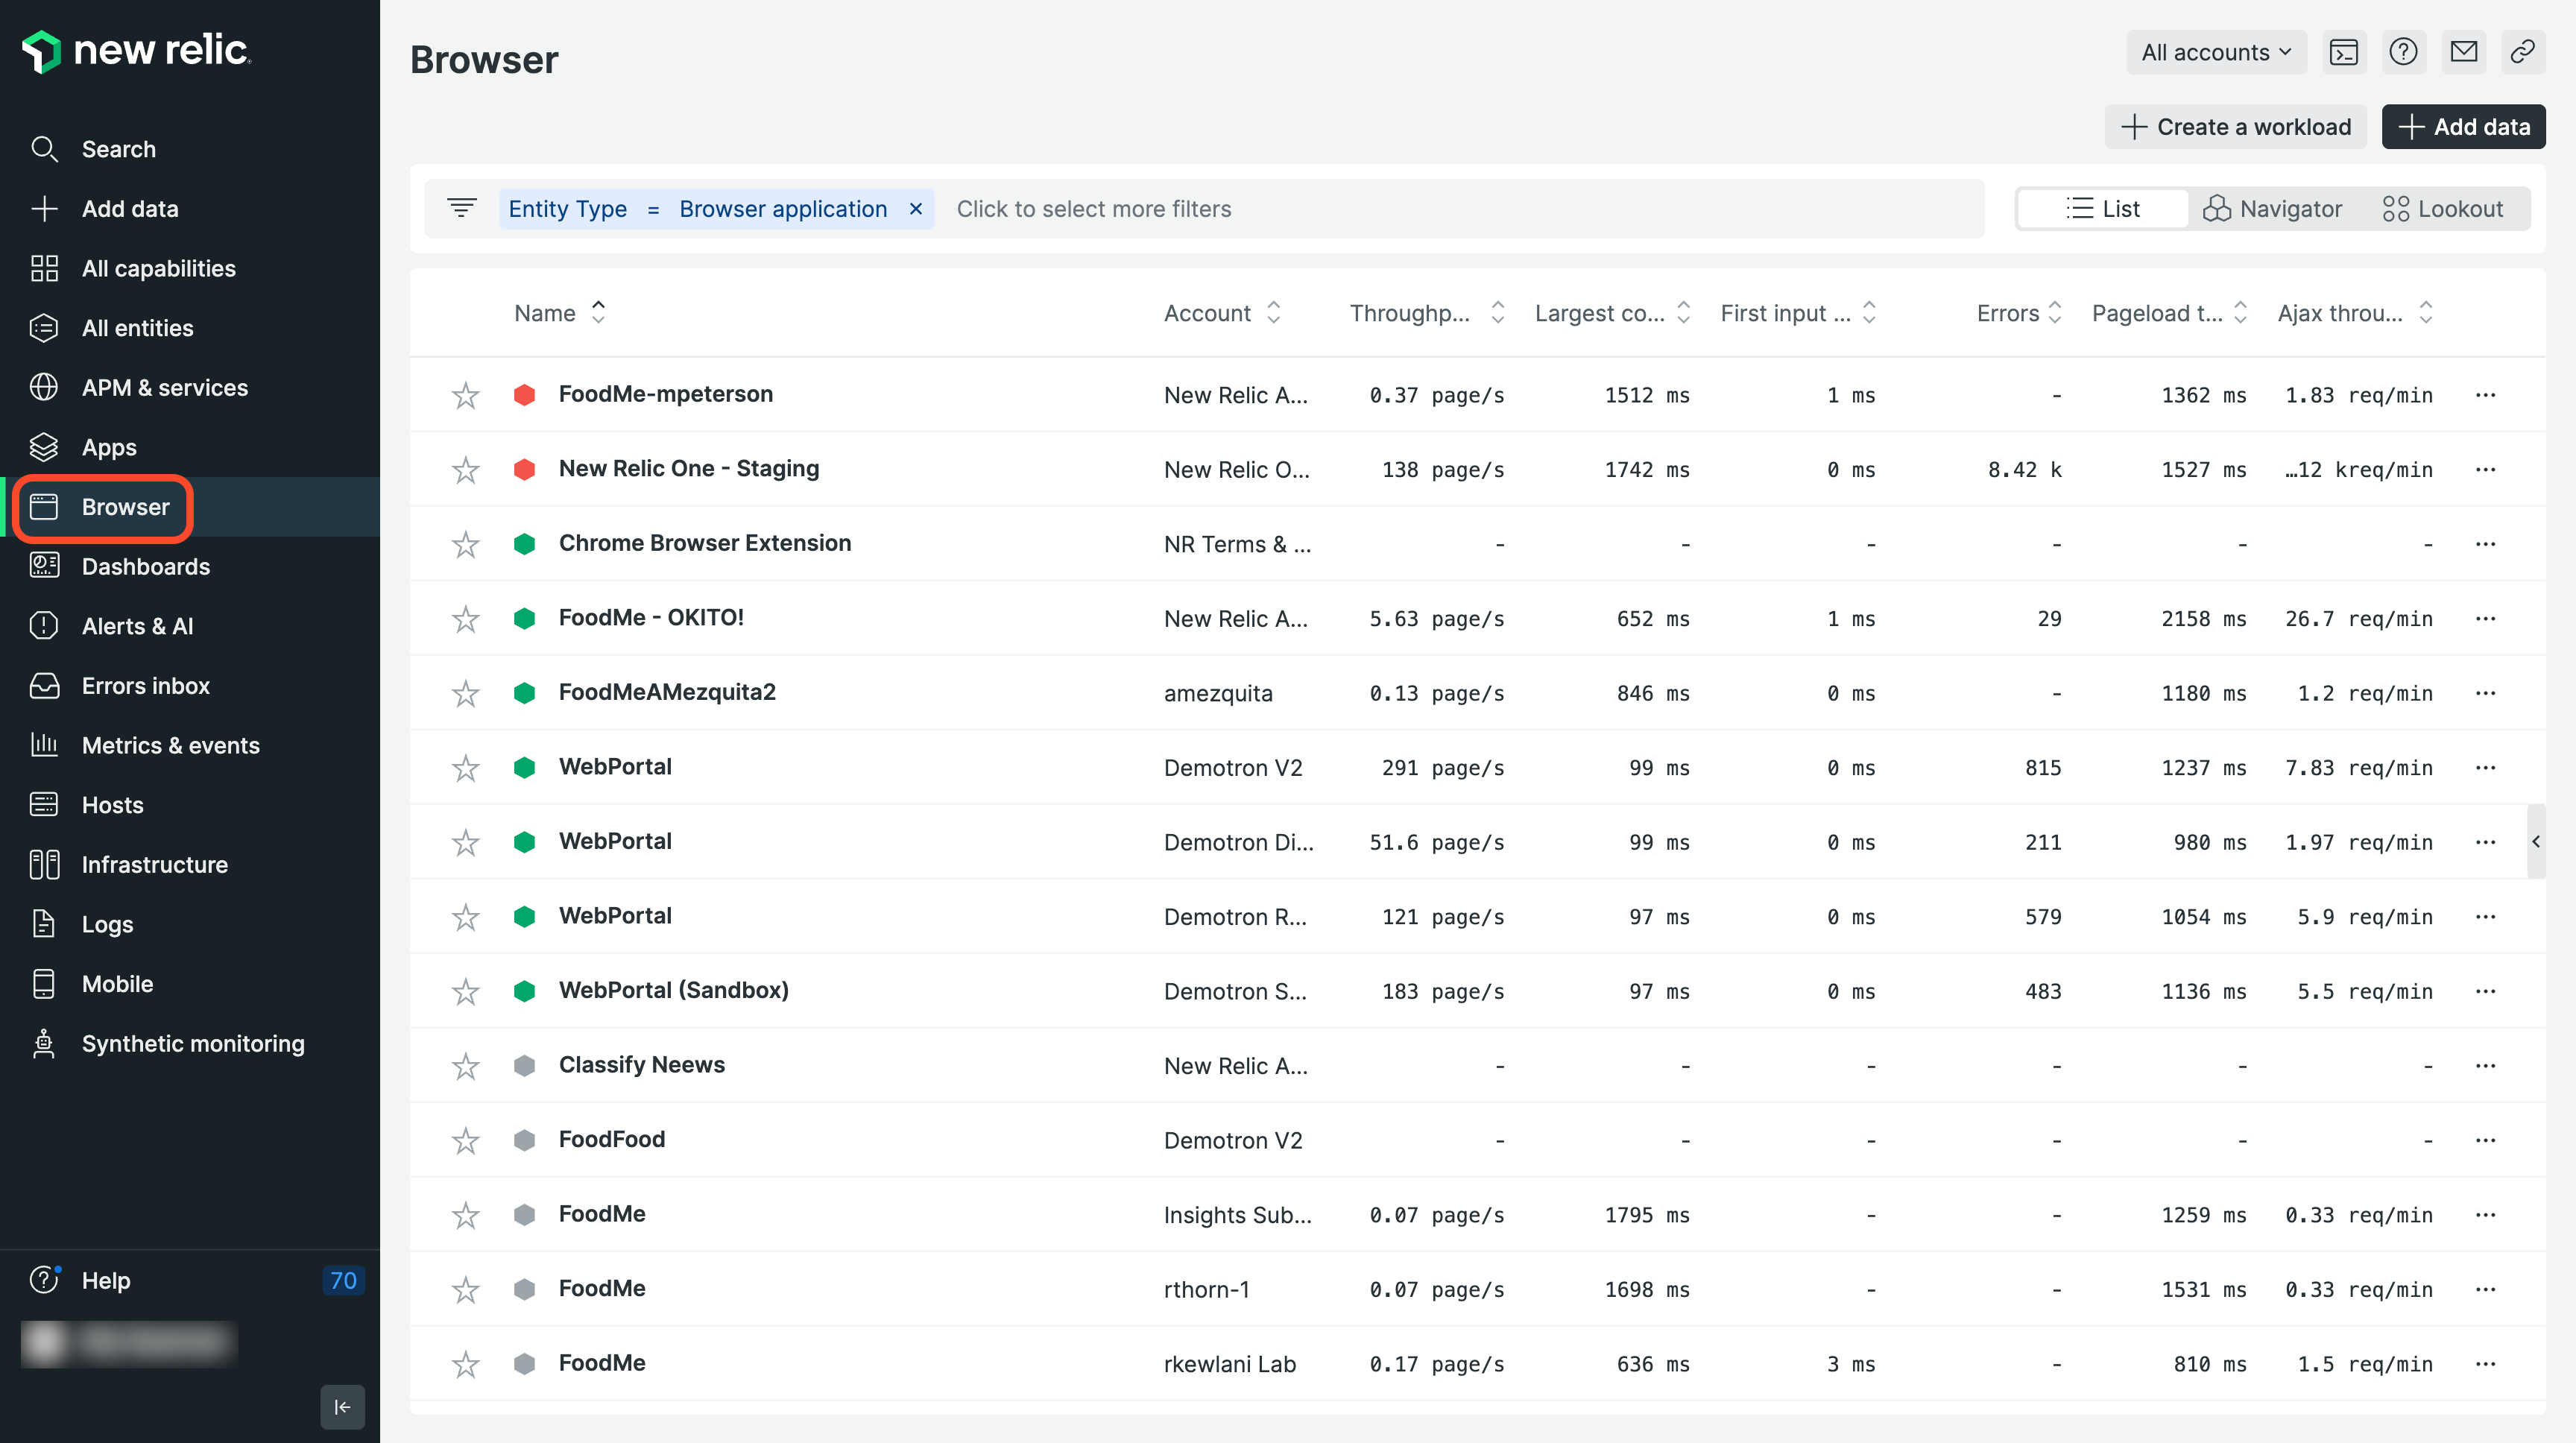 new relic.
Search
Add data
All capabilities
All entities
APM & services
Apps
Browser
Dashboards
Alerts & AI
Errors inbox
Metrics & events
Hosts
Infrastructure
Logs
Mobile
Synthetic monitoring
Help 70
Browser
All accounts
Create a workload Add data
Entity Type = Browser application × Click to select more filters
List Navigator Lookout
Name Account Throughp... Largest co... First input ... Errors Pageload t... Ajax throu...
FoodMe-mpeterson New Relic A... 0.37 page/s 1512 ms 1 ms - 1362 ms 1.83 req/min ...
New Relic One - Staging New Relic O... 138 page/s 1742 ms 0 ms 8.42 k 1527 ms …12 kreq/min ...
Chrome Browser Extension NR Terms & ... - - - - - - ...
FoodMe - OKITO! New Relic A... 5.63 page/s 652 ms 1 ms 29 2158 ms 26.7 req/min ...
FoodMeAMezquita2 amezquita 0.13 page/s 846 ms 0 ms - 1180 ms 1.2 req/min ...
WebPortal Demotron V2 291 page/s 99 ms 0 ms 815 1237 ms 7.83 req/min ...
WebPortal Demotron Di... 51.6 page/s 99 ms 0 ms 211 980 ms 1.97 req/min ...
WebPortal Demotron R... 121 page/s 97 ms 0 ms 579 1054 ms 5.9 req/min ...
WebPortal (Sandbox) Demotron S... 183 page/s 97 ms 0 ms 483 1136 ms 5.5 req/min ...
Classify Neews New Relic A... - - - - - - ...
FoodFood Demotron V2 - - - - - - ...
FoodMe Insights Sub... 0.07 page/s 1795 ms - - 1259 ms 0.33 req/min ...
FoodMe rthorn-1 0.07 page/s 1698 ms - - 1531 ms 0.33 req/min ...
FoodMe rkewlani Lab 0.17 page/s 636 ms 3 ms - 810 ms 1.5 req/min ...